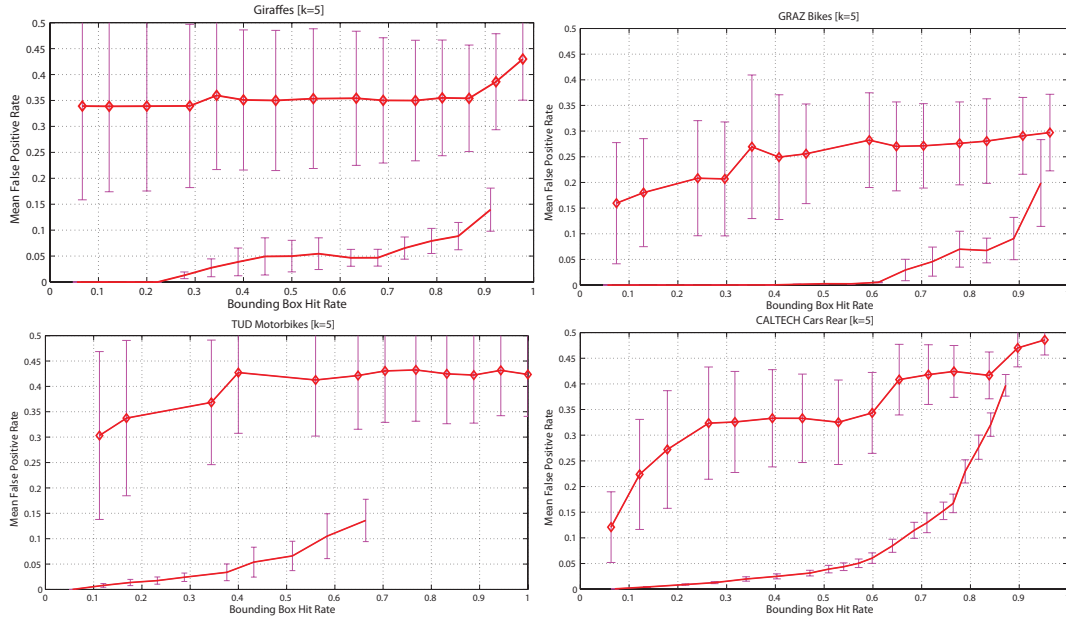 Giraffes [k=5]
Mean False Positive Rate
0.5
0.45
0.4
0.35
0.3
0.25
0.2
0.15
0.1
0.05
0
0.1 0.2 0.3 0.4 0.5 0.6 0.7 0.8 0.9 1
Bounding Box Hit Rate
GRAZ Bikes [k=5]
Mean False Positive Rate
0.5
0.45
0.4
0.35
0.3
0.25
0.2
0.15
0.1
0.05
0
0.1 0.2 0.3 0.4 0.5 0.6 0.7 0.8 0.9
Bounding Box Hit Rate
TUD Motorbikes [k=5]
Mean False Positive Rate
0.5
0.45
0.4
0.35
0.3
0.25
0.2
0.15
0.1
0.05
0
0 0.1 0.2 0.3 0.4 0.5 0.6 0.7 0.8 0.9 1
Bounding Box Hit Rate
CALTECH Cars Rear [k=5]
Mean False Positive Rate
0.5
0.45
0.4
0.35
0.3
0.25
0.2
0.15
0.1
0.05
0
0.1 0.2 0.3 0.4 0.5 0.6 0.7 0.8 0.9
Bounding Box Hit Rate